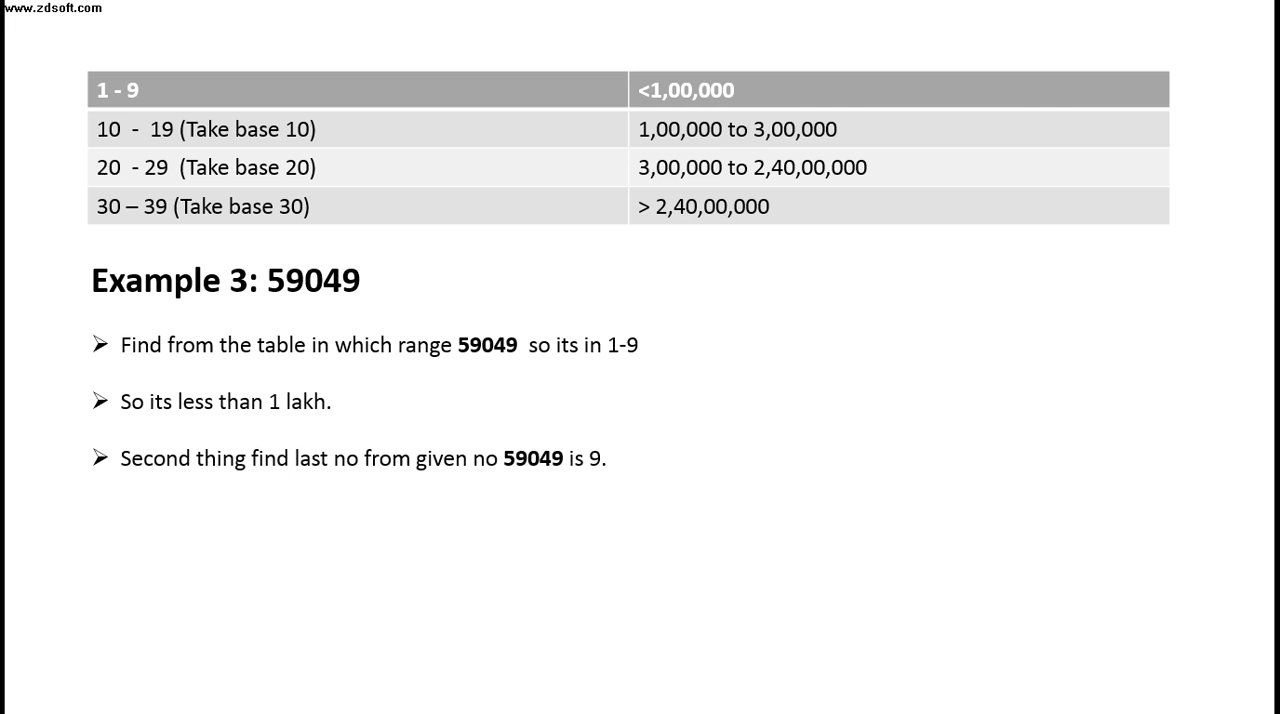 www.zdsoft.com
1 - 9 <1,00,000
10 - 19 (Take base 10) 1,00,000 to 3,00,000
20 - 29 (Take base 20) 3,00,000 to 2,40,00,000
30 – 39 (Take base 30) > 2,40,00,000
Example 3: 59049
➢ Find from the table in which range 59049 so its in 1-9
➢ So its less than 1 lakh.
➢ Second thing find last no from given no 59049 is 9.